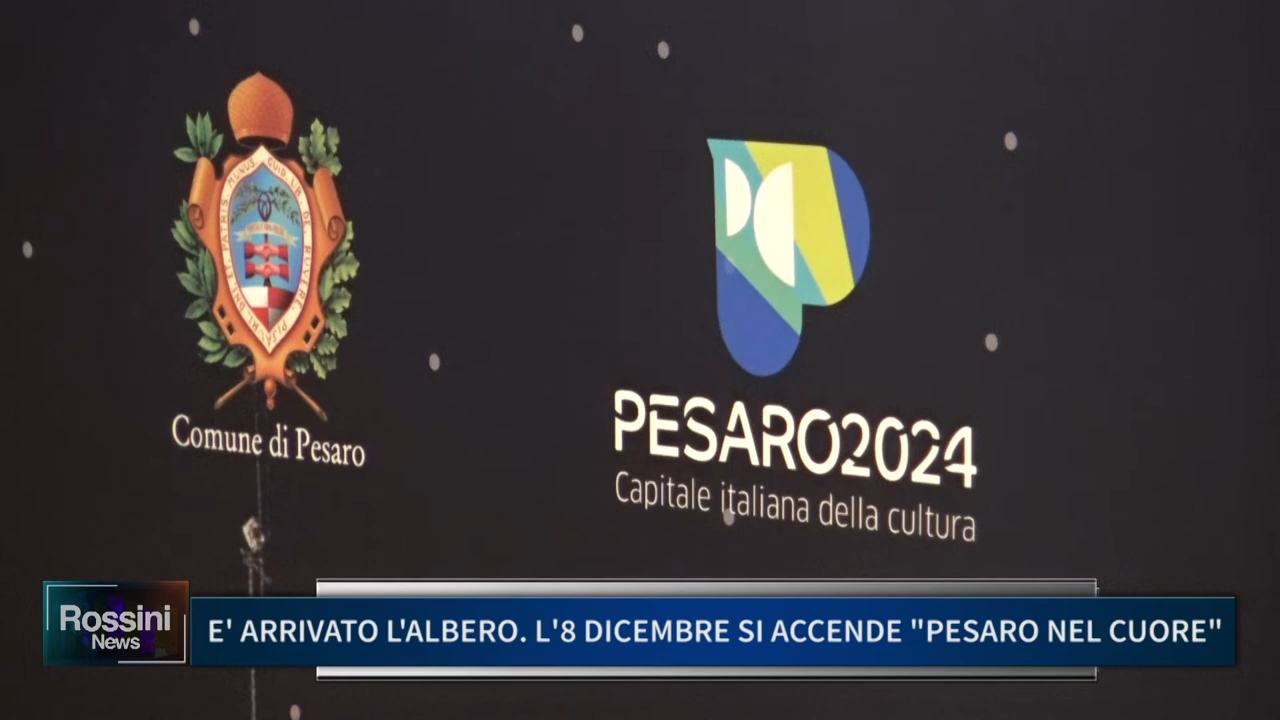 Comune di Pesaro
PESARO2024
Capitale italiana della cultura
Rossini
News
E' ARRIVATO L'ALBERO. L'8 DICEMBRE SI ACCENDE "PESARO NEL CUORE"